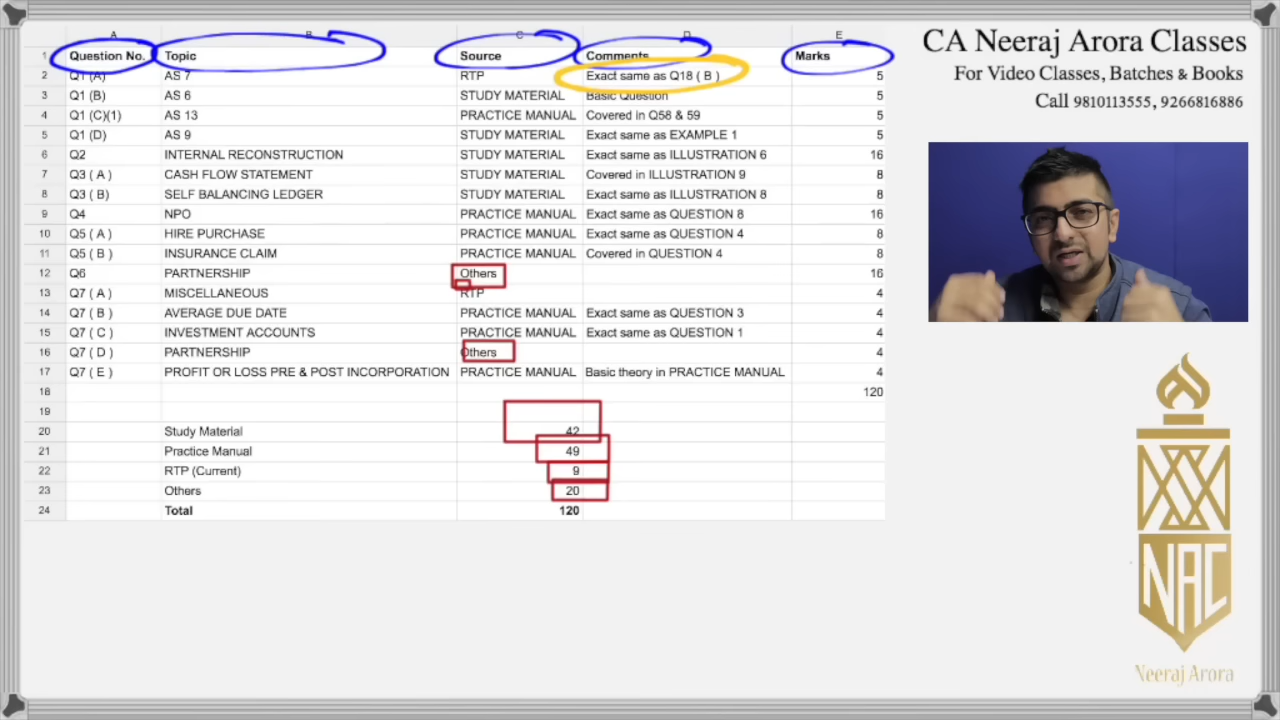 A B C D E
1 Question No. Topic Source Comments Marks
2 Q1 (A) AS 7 RTP Exact same as Q18 ( B ) 5
3 Q1 (B) AS 6 STUDY MATERIAL Basic Question 5
4 Q1 (C)(1) AS 13 PRACTICE MANUAL Covered in Q58 & 59 5
5 Q1 (D) AS 9 STUDY MATERIAL Exact same as EXAMPLE 1 5
6 Q2 INTERNAL RECONSTRUCTION STUDY MATERIAL Exact same as ILLUSTRATION 6 16
7 Q3 ( A ) CASH FLOW STATEMENT STUDY MATERIAL Covered in ILLUSTRATION 9 8
8 Q3 ( B) SELF BALANCING LEDGER STUDY MATERIAL Exact same as ILLUSTRATION 8 8
9 Q4 NPO PRACTICE MANUAL Exact same as QUESTION 8 16
10 Q5 ( A ) HIRE PURCHASE PRACTICE MANUAL Exact same as QUESTION 4 8
11 Q5 ( B ) INSURANCE CLAIM PRACTICE MANUAL Covered in QUESTION 4 8
12 Q6 PARTNERSHIP Others 16
13 Q7 ( A ) MISCELLANEOUS RTP 4
14 Q7 ( B ) AVERAGE DUE DATE PRACTICE MANUAL Exact same as QUESTION 3 4
15 Q7 ( C ) INVESTMENT ACCOUNTS PRACTICE MANUAL Exact same as QUESTION 1 4
16 Q7 ( D ) PARTNERSHIP Others 4
17 Q7 ( E ) PROFIT OR LOSS PRE & POST INCORPORATION PRACTICE MANUAL Basic theory in PRACTICE MANUAL 4
18 120
19
20 Study Material 42
21 Practice Manual 49
22 RTP (Current) 9
23 Others 20
24 Total 120
CA Neeraj Arora Classes
For Video Classes, Batches & Books
Call 9810113555, 9266816886
NAC
Neeraj Arora